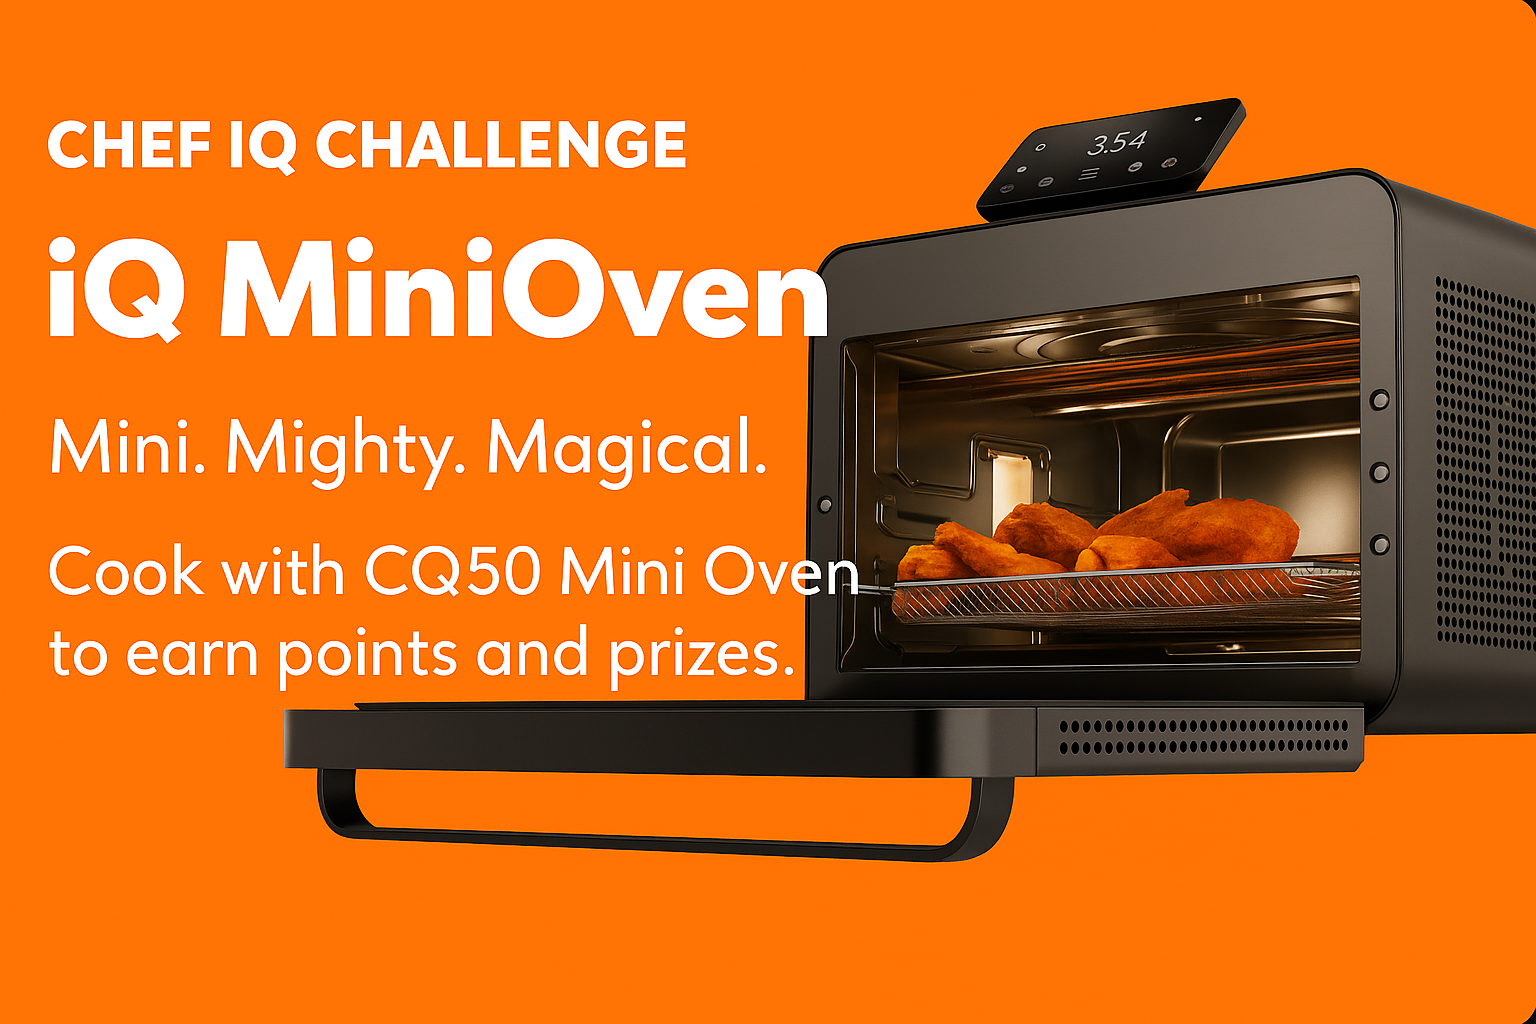 CHEF IQ CHALLENGE
iQ MiniOven
Mini. Mighty. Magical.
Cook with CQ50 Mini Oven
to earn points and prizes.
3.54